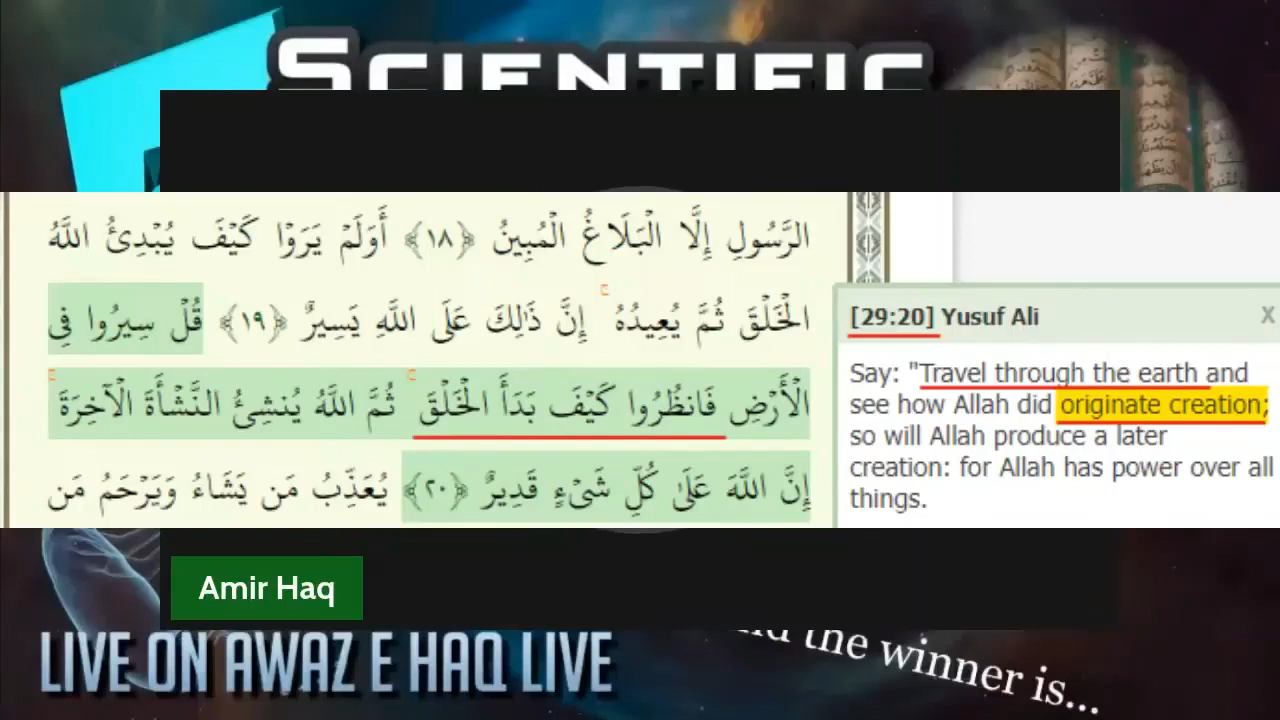 SCIENTIFIC
الرَّسُولِ إِلَّا الْبَلَاغُ الْمُبِينُ ﴿١٨﴾ أَوَلَمْ يَرَوْا كَيْفَ يُبْدِئُ اللَّهُ
الْخَلْقَ ثُمَّ يُعِيدُهُ ۚ إِنَّ ذَٰلِكَ عَلَى اللَّهِ يَسِيرٌ ﴿١٩﴾ قُلْ سِيرُوا فِي
الْأَرْضِ فَانظُرُوا كَيْفَ بَدَأَ الْخَلْقَ ۚ ثُمَّ اللَّهُ يُنشِئُ النَّشْأَةَ الْآخِرَةَ ۚ
إِنَّ اللَّهَ عَلَىٰ كُلِّ شَيْءٍ قَدِيرٌ ﴿٢٠﴾ يُعَذِّبُ مَن يَشَاءُ وَيَرْحَمُ مَن
[29:20] Yusuf Ali X
Say: "Travel through the earth and
see how Allah did originate creation;
so will Allah produce a later
creation: for Allah has power over all
things.
Amir Haq
LIVE ON AWAZ E HAQ LIVE
the winner is...